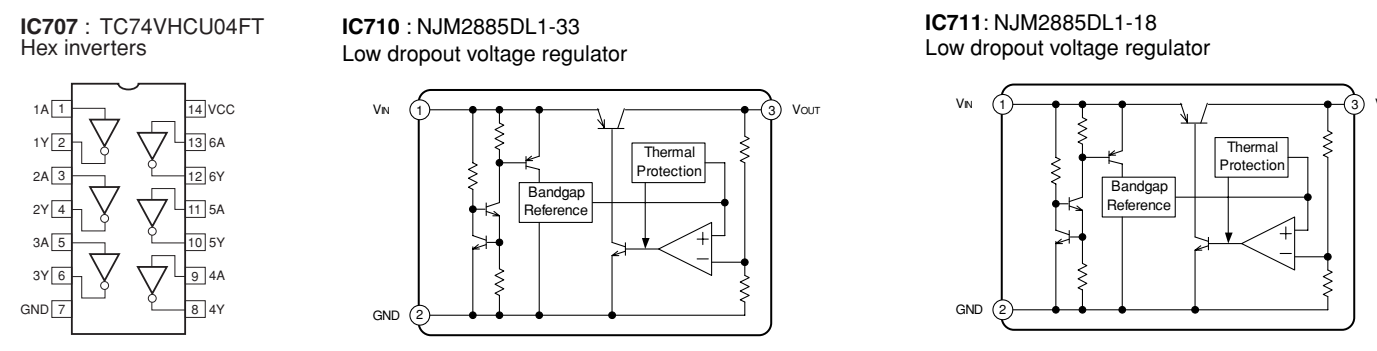 IC707 : TC74VHCU04FT
Hex inverters
1A 1
1Y 2
2A 3
2Y 4
3A 5
3Y 6
GND 7
14 VCC
13 6A
12 6Y
11 5A
10 5Y
9 4A
8 4Y
IC710 : NJM2885DL1-33
Low dropout voltage regulator
VIN 1
3 VOUT
Thermal
Protection
Bandgap
Reference
+
−
GND 2
IC711: NJM2885DL1-18
Low dropout voltage regulator
VIN 1
3
Thermal
Protection
Bandgap
Reference
+
−
GND 2